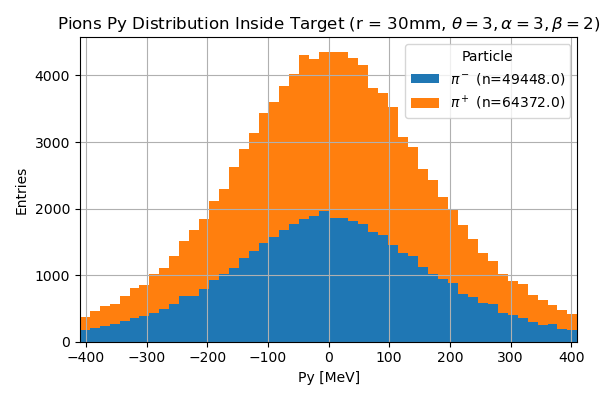 Pions Py Distribution Inside Target (r = 30mm, θ = 3, α = 3, β = 2)
Entries
4000
3000
2000
1000
0
Particle
π⁻ (n=49448.0)
π⁺ (n=64372.0)
−400 −300 −200 −100 0 100 200 300 400
Py [MeV]